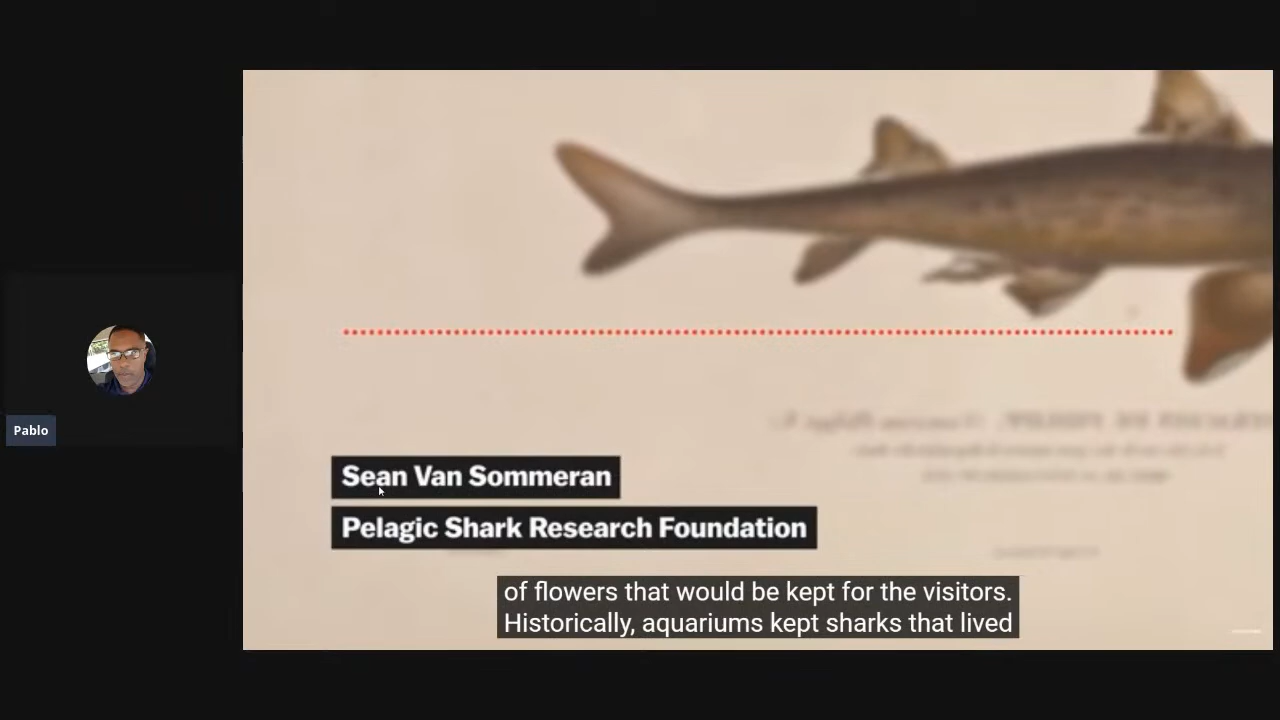 Pablo
Sean Van Sommeran
Pelagic Shark Research Foundation
of flowers that would be kept for the visitors.
Historically, aquariums kept sharks that lived